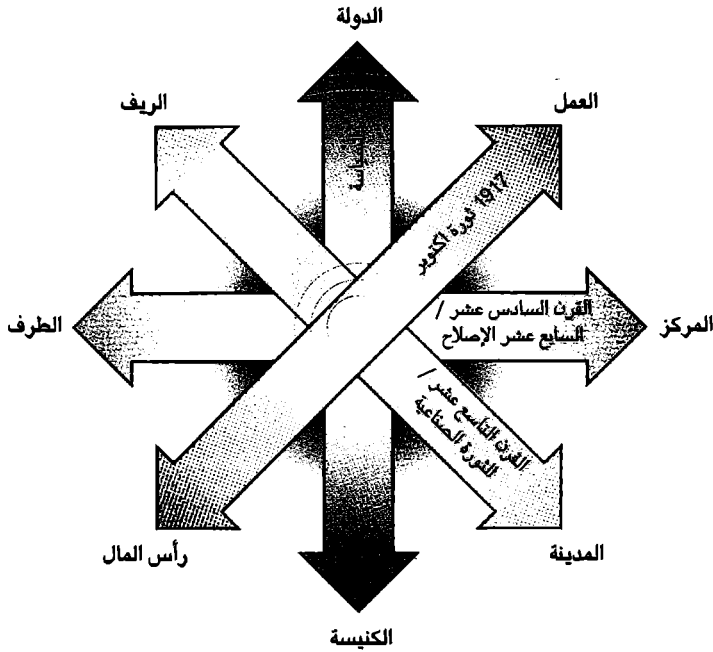 الدولة
الريف
العمل
1917 ثورة اكتوبر
الطرف
القرن السادس عشر /
السابع عشر الإصلاح
المركز
القرن التاسع عشر /
الثورة الصناعية
رأس المال
المدينة
الكنيسة